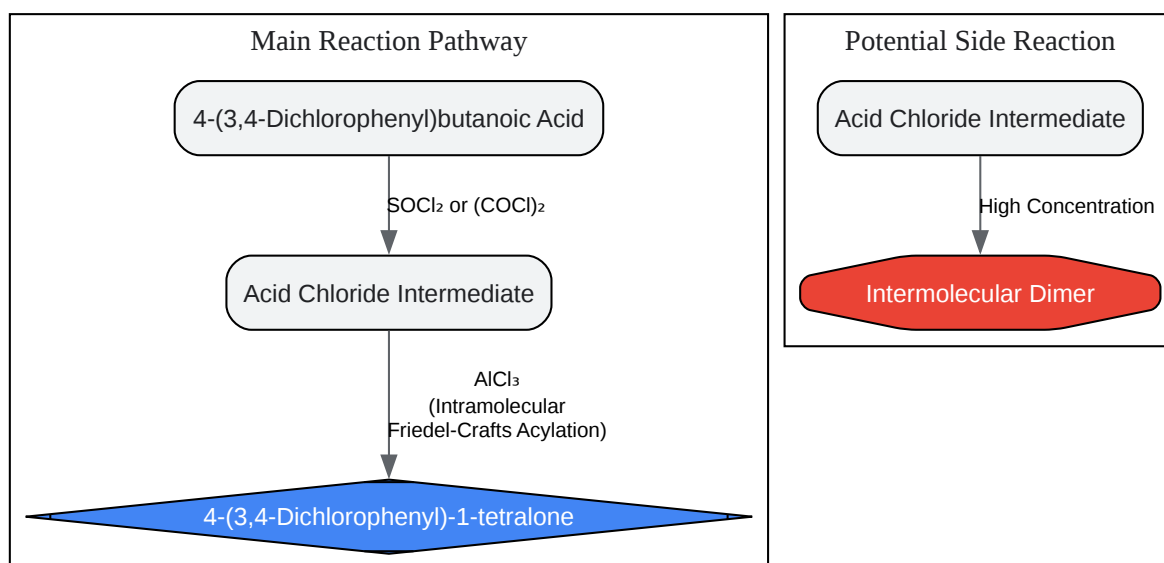 Main Reaction Pathway
4-(3,4-Dichlorophenyl)butanoic Acid
SOCl₂ or (COCl)₂
Acid Chloride Intermediate
AlCl₃
(Intramolecular
Friedel-Crafts Acylation)
4-(3,4-Dichlorophenyl)-1-tetralone
Potential Side Reaction
Acid Chloride Intermediate
High Concentration
Intermolecular Dimer